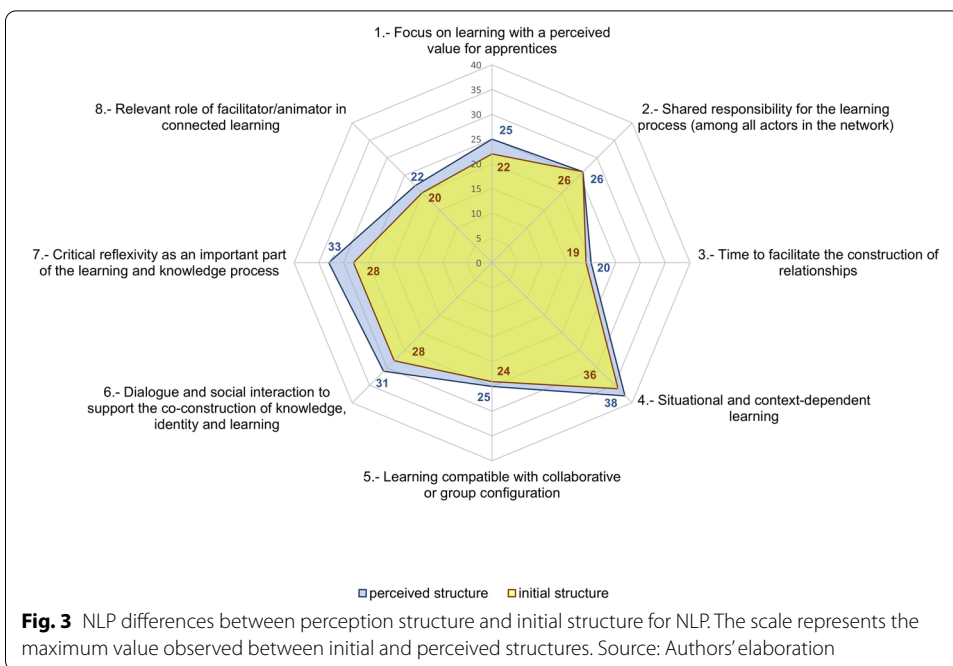 1.- Focus on learning with a perceived
value for apprentices
40
35
30
25
20
15
10
5
0
8.- Relevant role of facilitator/animator in
connected learning
2.- Shared responsibility for the learning
process (among all actors in the network)
25
22
22
20
26
26
33
28
7.- Critical reflexivity as an important part
of the learning and knowledge process
19
20
3.- Time to facilitate the construction of
relationships
28
31
24
25
36
38
6.- Dialogue and social interaction to
support the co-construction of knowledge,
identity and learning
4.- Situational and context-dependent
learning
5.- Learning compatible with collaborative
or group configuration
perceived structure
initial structure
Fig. 3 NLP differences between perception structure and initial structure for NLP. The scale represents the
maximum value observed between initial and perceived structures. Source: Authors' elaboration